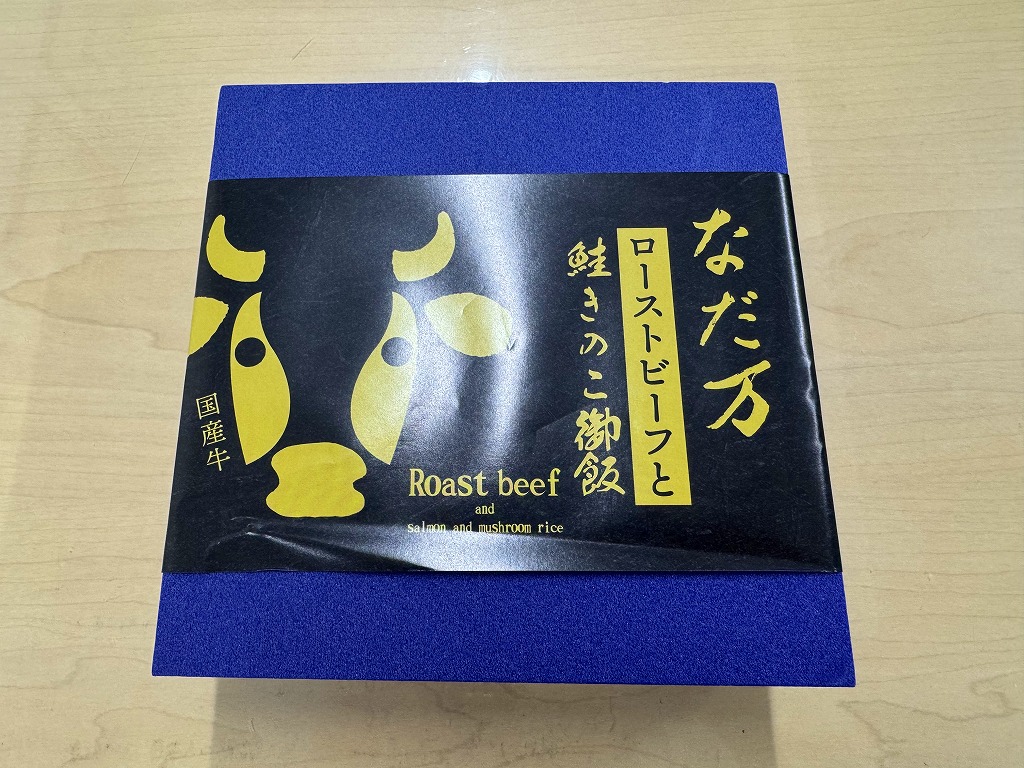 なだ万
ローストビーフと
鮭きのこ御飯
Roast beef
and
salmon and mushroom rice
国産牛